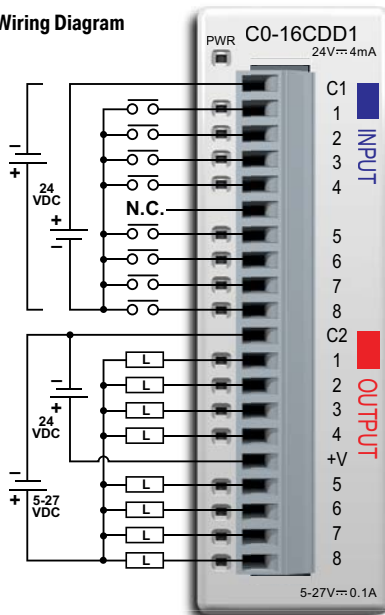 Wiring Diagram
PWR
C0-16CDD1
24V⎓4mA
C1
1
2
3
4
5
6
7
8
INPUT
–
+
24
VDC
+
–
N.C.
C2
1
2
3
4
+V
5
6
7
8
OUTPUT
L
L
L
L
–
+
24
VDC
–
+
5-27
VDC
L
L
L
L
5-27V⎓0.1A